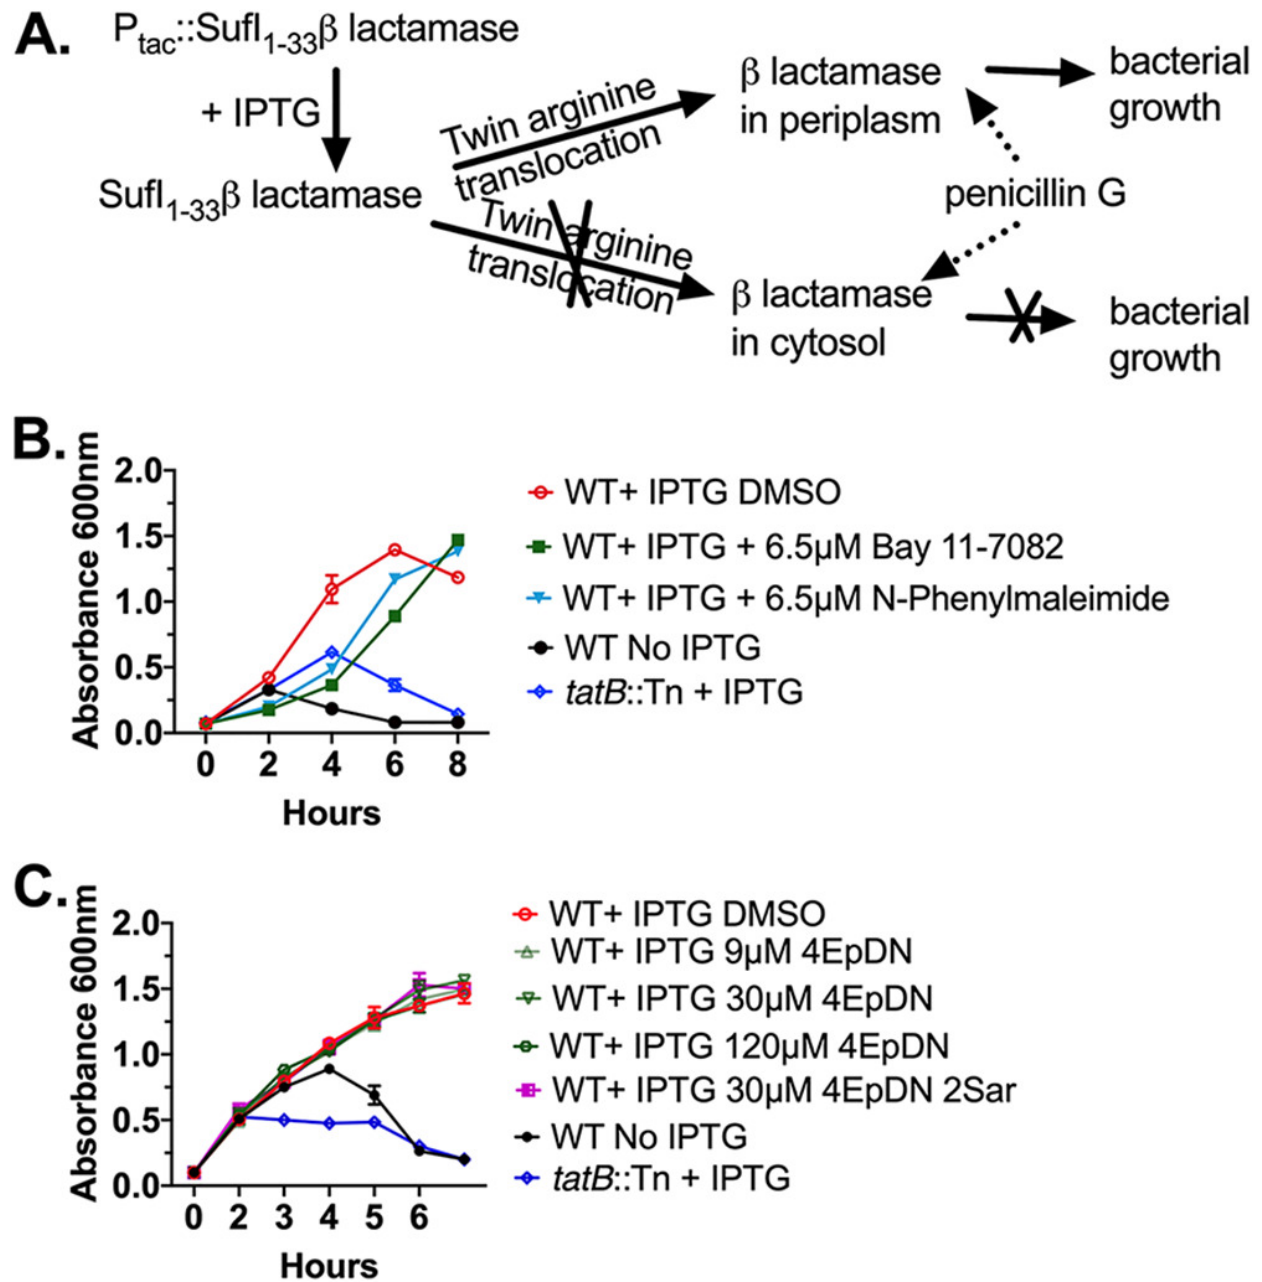 A.
Ptac::SufI1-33β lactamase
+ IPTG
SufI1-33β lactamase
Twin arginine
translocation
Twin arginine
translocation
β lactamase
in periplasm
bacterial
growth
penicillin G
β lactamase
in cytosol
bacterial
growth
B.
Absorbance 600nm
2.0
1.5
1.0
0.5
0.0
0 2 4 6 8
Hours
WT+ IPTG DMSO
WT+ IPTG + 6.5µM Bay 11-7082
WT+ IPTG + 6.5µM N-Phenylmaleimide
WT No IPTG
tatB::Tn + IPTG
C.
Absorbance 600nm
2.0
1.5
1.0
0.5
0.0
0 2 3 4 5 6
Hours
WT+ IPTG DMSO
WT+ IPTG 9µM 4EpDN
WT+ IPTG 30µM 4EpDN
WT+ IPTG 120µM 4EpDN
WT+ IPTG 30µM 4EpDN 2Sar
WT No IPTG
tatB::Tn + IPTG